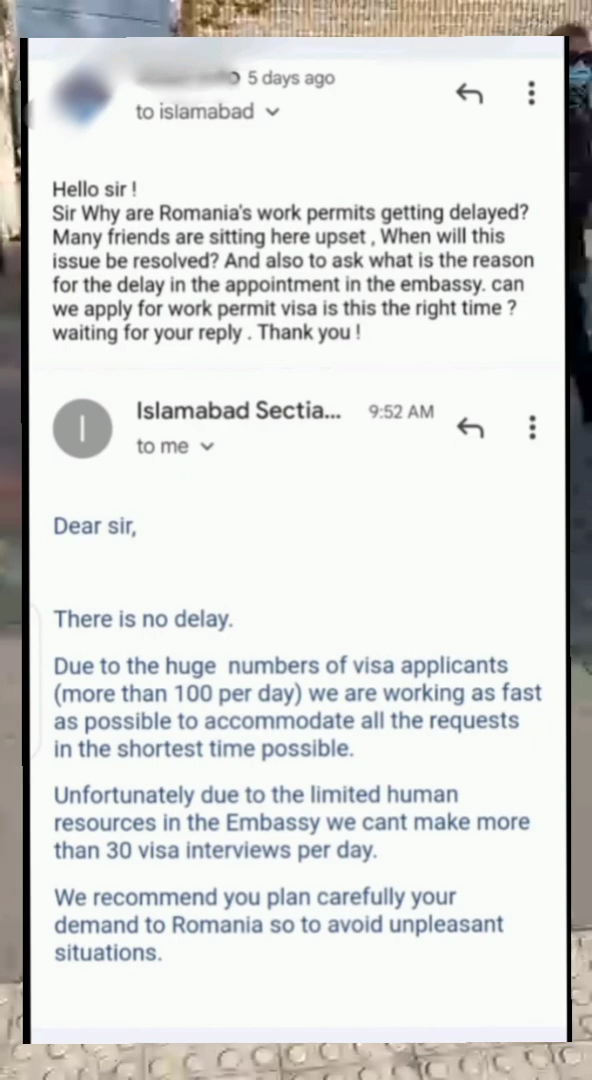 5 days ago
to islamabad
Hello sir !
Sir Why are Romania's work permits getting delayed?
Many friends are sitting here upset , When will this
issue be resolved? And also to ask what is the reason
for the delay in the appointment in the embassy. can
we apply for work permit visa is this the right time ?
waiting for your reply . Thank you !
I
Islamabad Sectia... 9:52 AM
to me
Dear sir,
There is no delay.
Due to the huge numbers of visa applicants
(more than 100 per day) we are working as fast
as possible to accommodate all the requests
in the shortest time possible.
Unfortunately due to the limited human
resources in the Embassy we cant make more
than 30 visa interviews per day.
We recommend you plan carefully your
demand to Romania so to avoid unpleasant
situations.